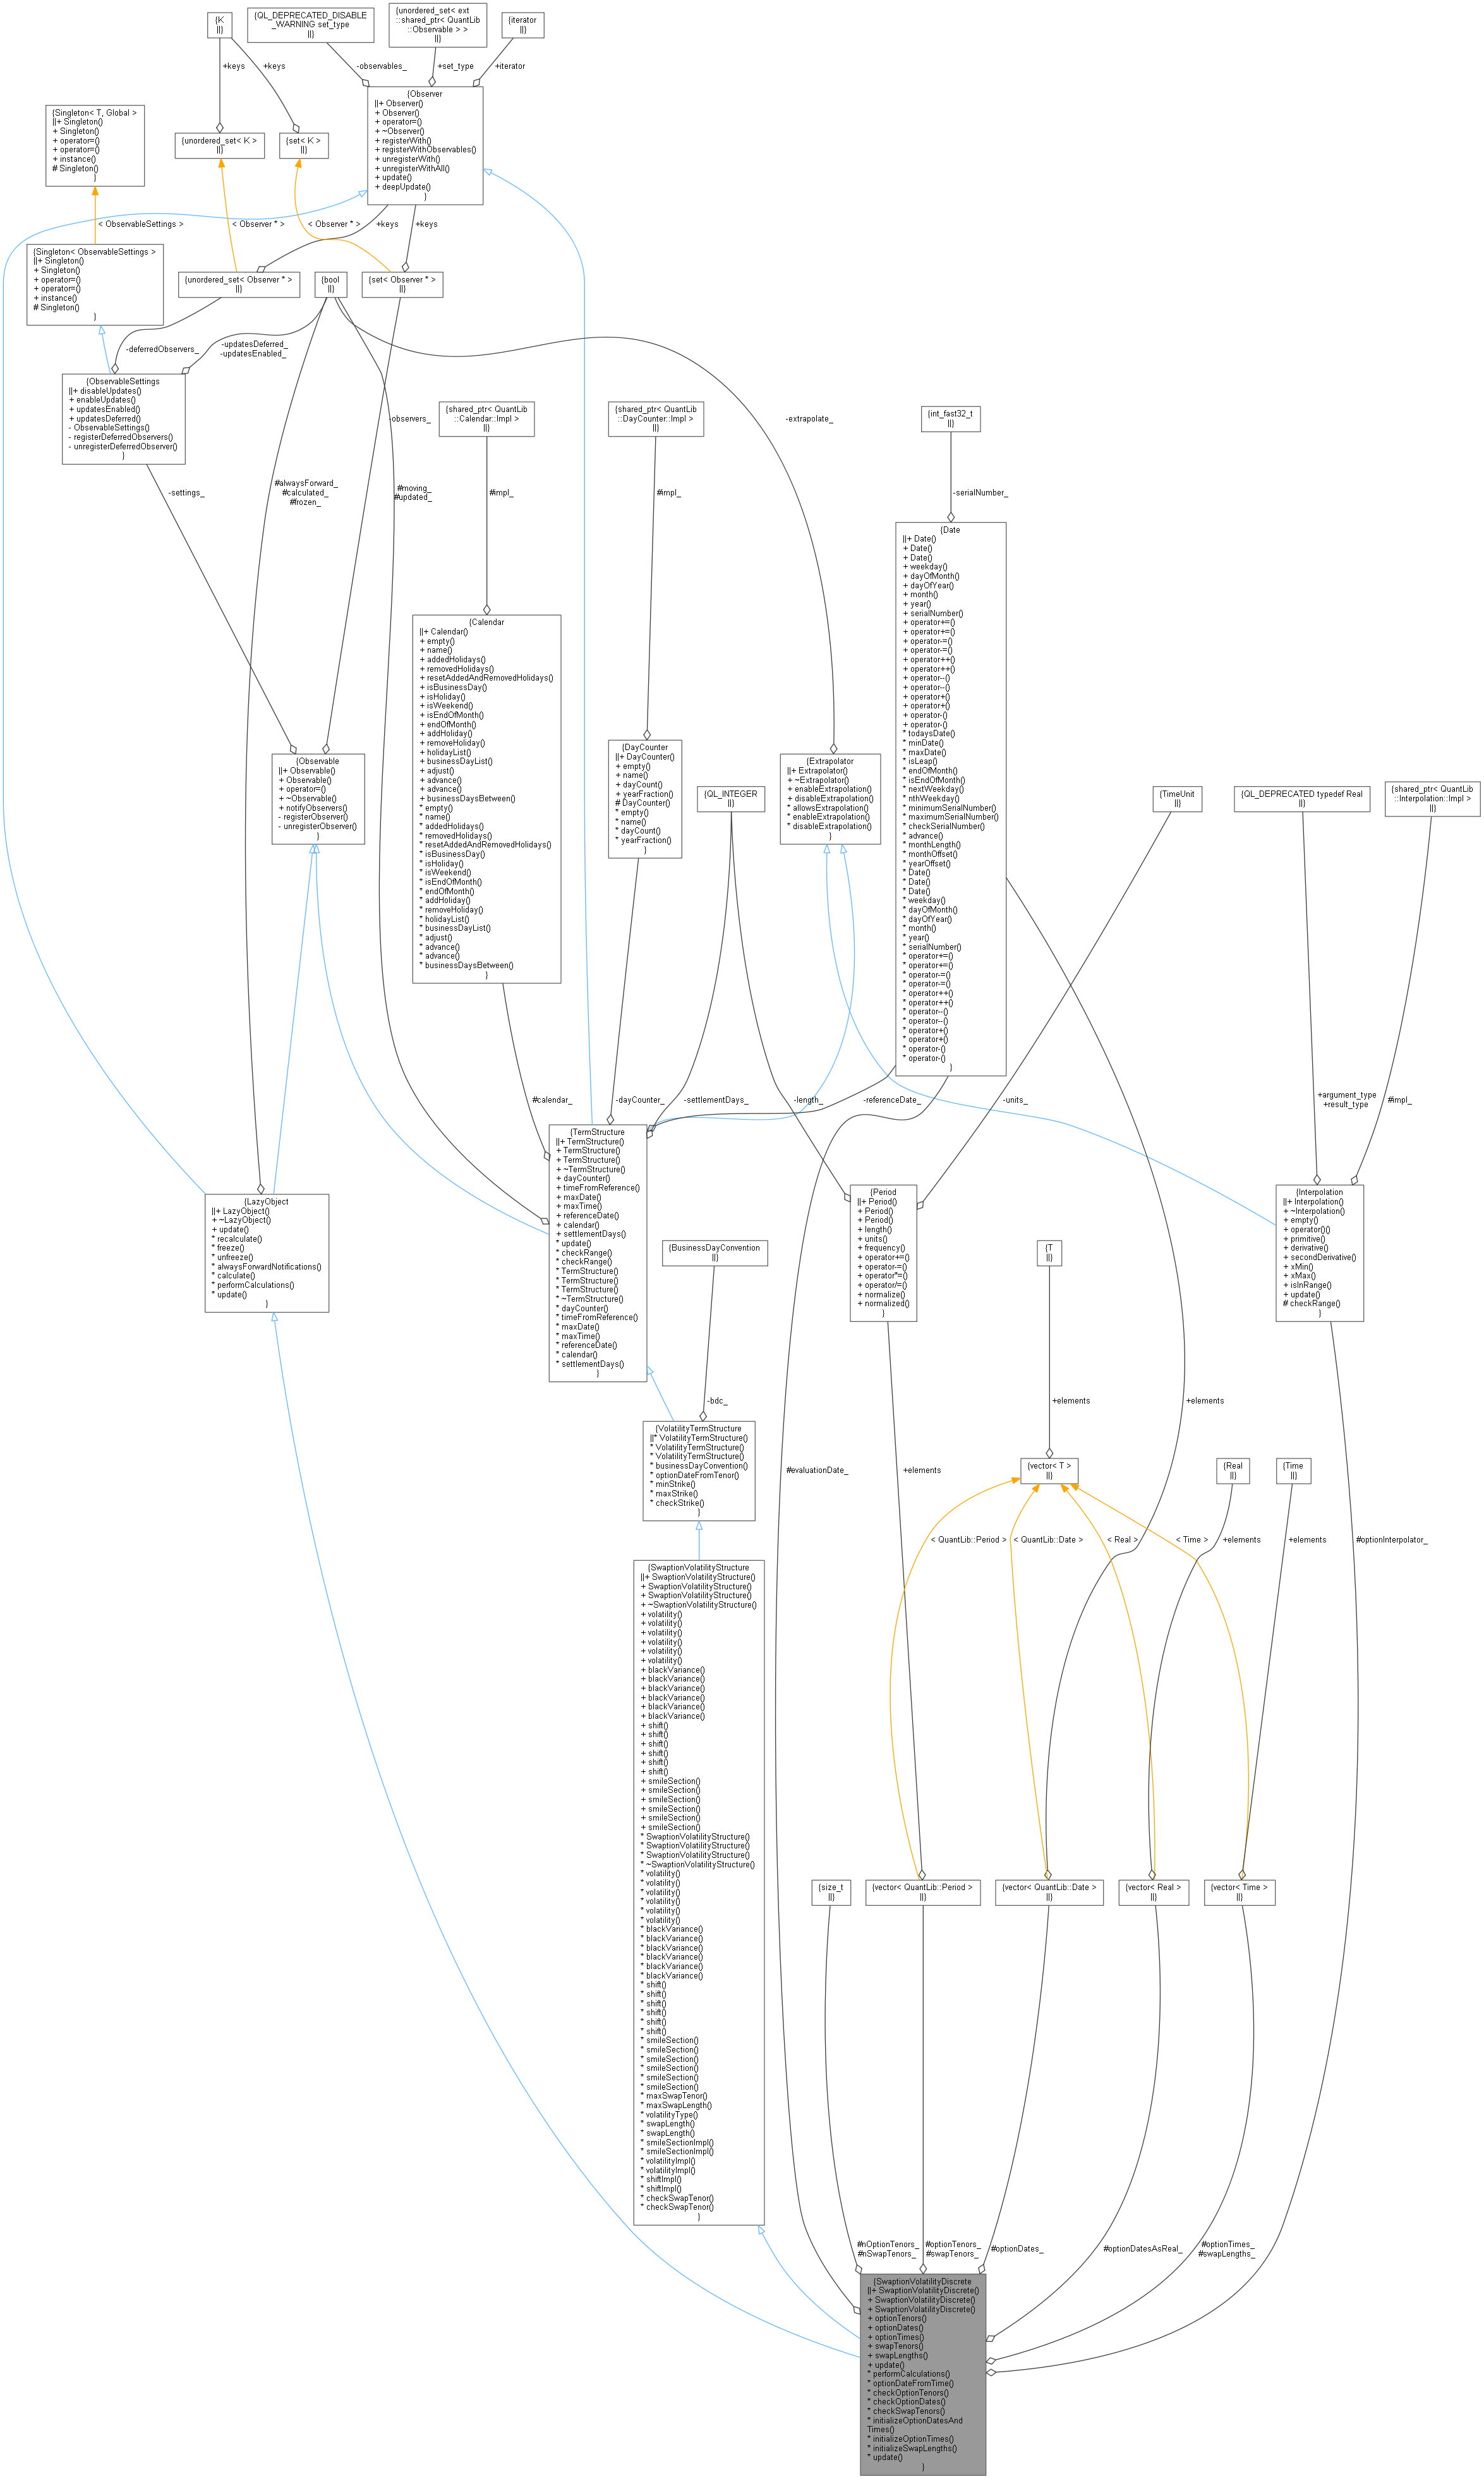 {K
||}
{QL_DEPRECATED_DISABLE
_WARNING set_type
||}
{unordered_set< ext
::shared_ptr< QuantLib
::Observable > >
||}
{iterator
||}
+keys
+keys
-observables_
+set_type
+iterator
{Singleton< T, Global >
||+ Singleton()
+ Singleton()
+ operator=()
+ operator=()
+ instance()
# Singleton()
}
{unordered_set< K >
||}
{set< K >
||}
{Observer
||+ Observer()
+ Observer()
+ operator=()
+ ~Observer()
+ registerWith()
+ registerWithObservables()
+ unregisterWith()
+ unregisterWithAll()
+ update()
+ deepUpdate()
}
< ObservableSettings >
< Observer * >
< Observer * >
+keys
+keys
{Singleton< ObservableSettings >
||+ Singleton()
+ Singleton()
+ operator=()
+ operator=()
+ instance()
# Singleton()
}
{unordered_set< Observer * >
||}
{bool
||}
{set< Observer * >
||}
-deferredObservers_
-updatesDeferred_
-updatesEnabled_
{ObservableSettings
||+ disableUpdates()
+ enableUpdates()
+ updatesEnabled()
+ updatesDeferred()
- ObservableSettings()
- registerDeferredObservers()
- unregisterDeferredObserver()
}
-observers_
-extrapolate_
{shared_ptr< QuantLib
::Calendar::Impl >
||}
{shared_ptr< QuantLib
::DayCounter::Impl >
||}
{int_fast32_t
||}
-settings_
#alwaysForward_
#calculated_
#frozen_
#moving_
#updated_
#impl_
#impl_
-serialNumber_
{Date
||+ Date()
+ Date()
+ Date()
+ weekday()
+ dayOfMonth()
+ dayOfYear()
+ month()
+ year()
+ serialNumber()
+ operator+=()
+ operator+=()
+ operator-=()
+ operator-=()
+ operator++()
+ operator++()
+ operator--()
+ operator--()
+ operator+()
+ operator+()
+ operator-()
+ operator-()
* todaysDate()
* minDate()
* maxDate()
* isLeap()
* endOfMonth()
* isEndOfMonth()
* nextWeekday()
* nthWeekday()
* minimumSerialNumber()
* maximumSerialNumber()
* checkSerialNumber()
* advance()
* monthLength()
* monthOffset()
* yearOffset()
* Date()
* Date()
* Date()
* weekday()
* dayOfMonth()
* dayOfYear()
* month()
* year()
* serialNumber()
* operator+=()
* operator+=()
* operator-=()
* operator-=()
* operator++()
* operator++()
* operator--()
* operator--()
* operator+()
* operator+()
* operator-()
* operator-()
}
{Calendar
||+ Calendar()
+ empty()
+ name()
+ addedHolidays()
+ removedHolidays()
+ resetAddedAndRemovedHolidays()
+ isBusinessDay()
+ isHoliday()
+ isWeekend()
+ isEndOfMonth()
+ endOfMonth()
+ addHoliday()
+ removeHoliday()
+ holidayList()
+ businessDayList()
+ adjust()
+ advance()
+ advance()
+ businessDaysBetween()
* empty()
* name()
* addedHolidays()
* removedHolidays()
* resetAddedAndRemovedHolidays()
* isBusinessDay()
* isHoliday()
* isWeekend()
* isEndOfMonth()
* endOfMonth()
* addHoliday()
* removeHoliday()
* holidayList()
* businessDayList()
* adjust()
* advance()
* advance()
* businessDaysBetween()
}
{Observable
||+ Observable()
+ Observable()
+ operator=()
+ ~Observable()
+ notifyObservers()
- registerObserver()
- unregisterObserver()
}
{DayCounter
||+ DayCounter()
+ empty()
+ name()
+ dayCount()
+ yearFraction()
# DayCounter()
* empty()
* name()
* dayCount()
* yearFraction()
}
{QL_INTEGER
||}
{Extrapolator
||+ Extrapolator()
+ ~Extrapolator()
+ enableExtrapolation()
+ disableExtrapolation()
* allowsExtrapolation()
* enableExtrapolation()
* disableExtrapolation()
}
{TimeUnit
||}
{QL_DEPRECATED typedef Real
||}
{shared_ptr< QuantLib
::Interpolation::Impl >
||}
#calendar_
-dayCounter_
-settlementDays_
-length_
-referenceDate_
-units_
+argument_type
+result_type
#impl_
{TermStructure
||+ TermStructure()
+ TermStructure()
+ TermStructure()
+ ~TermStructure()
+ dayCounter()
+ timeFromReference()
+ maxDate()
+ maxTime()
+ referenceDate()
+ calendar()
+ settlementDays()
* update()
* checkRange()
* checkRange()
* TermStructure()
* TermStructure()
* TermStructure()
* ~TermStructure()
* dayCounter()
* timeFromReference()
* maxDate()
* maxTime()
* referenceDate()
* calendar()
* settlementDays()
}
{LazyObject
||+ LazyObject()
+ ~LazyObject()
+ update()
* recalculate()
* freeze()
* unfreeze()
* alwaysForwardNotifications()
* calculate()
* performCalculations()
* update()
}
{Period
||+ Period()
+ Period()
+ Period()
+ length()
+ units()
+ frequency()
+ operator+=()
+ operator-=()
+ operator*=()
+ operator/=()
+ normalize()
+ normalized()
}
{Interpolation
||+ Interpolation()
+ ~Interpolation()
+ empty()
+ operator()()
+ primitive()
+ derivative()
+ secondDerivative()
+ xMin()
+ xMax()
+ isInRange()
+ update()
# checkRange()
}
{BusinessDayConvention
||}
{T
||}
-bdc_
+elements
+elements
{VolatilityTermStructure
||* VolatilityTermStructure()
* VolatilityTermStructure()
* VolatilityTermStructure()
* businessDayConvention()
* optionDateFromTenor()
* minStrike()
* maxStrike()
* checkStrike()
}
#evaluationDate_
+elements
{vector< T >
||}
{Real
||}
{Time
||}
< QuantLib::Period >
< QuantLib::Date >
< Real >
< Time >
+elements
+elements
#optionInterpolator_
{SwaptionVolatilityStructure
||+ SwaptionVolatilityStructure()
+ SwaptionVolatilityStructure()
+ SwaptionVolatilityStructure()
+ ~SwaptionVolatilityStructure()
+ volatility()
+ volatility()
+ volatility()
+ volatility()
+ volatility()
+ volatility()
+ blackVariance()
+ blackVariance()
+ blackVariance()
+ blackVariance()
+ blackVariance()
+ blackVariance()
+ shift()
+ shift()
+ shift()
+ shift()
+ shift()
+ shift()
+ smileSection()
+ smileSection()
+ smileSection()
+ smileSection()
+ smileSection()
+ smileSection()
* SwaptionVolatilityStructure()
* SwaptionVolatilityStructure()
* SwaptionVolatilityStructure()
* ~SwaptionVolatilityStructure()
* volatility()
* volatility()
* volatility()
* volatility()
* volatility()
* volatility()
* blackVariance()
* blackVariance()
* blackVariance()
* blackVariance()
* blackVariance()
* blackVariance()
* shift()
* shift()
* shift()
* shift()
* shift()
* shift()
* smileSection()
* smileSection()
* smileSection()
* smileSection()
* smileSection()
* smileSection()
* maxSwapTenor()
* maxSwapLength()
* volatilityType()
* swapLength()
* swapLength()
* smileSectionImpl()
* smileSectionImpl()
* volatilityImpl()
* volatilityImpl()
* shiftImpl()
* shiftImpl()
* checkSwapTenor()
* checkSwapTenor()
}
{size_t
||}
{vector< QuantLib::Period >
||}
{vector< QuantLib::Date >
||}
{vector< Real >
||}
{vector< Time >
||}
#nOptionTenors_
#nSwapTenors_
#optionTenors_
#swapTenors_
#optionDates_
#optionDatesAsReal_
#optionTimes_
#swapLengths_
{SwaptionVolatilityDiscrete
||+ SwaptionVolatilityDiscrete()
+ SwaptionVolatilityDiscrete()
+ SwaptionVolatilityDiscrete()
+ optionTenors()
+ optionDates()
+ optionTimes()
+ swapTenors()
+ swapLengths()
+ update()
* performCalculations()
* optionDateFromTime()
* checkOptionTenors()
* checkOptionDates()
* checkSwapTenors()
* initializeOptionDatesAnd
Times()
* initializeOptionTimes()
* initializeSwapLengths()
* update()
}